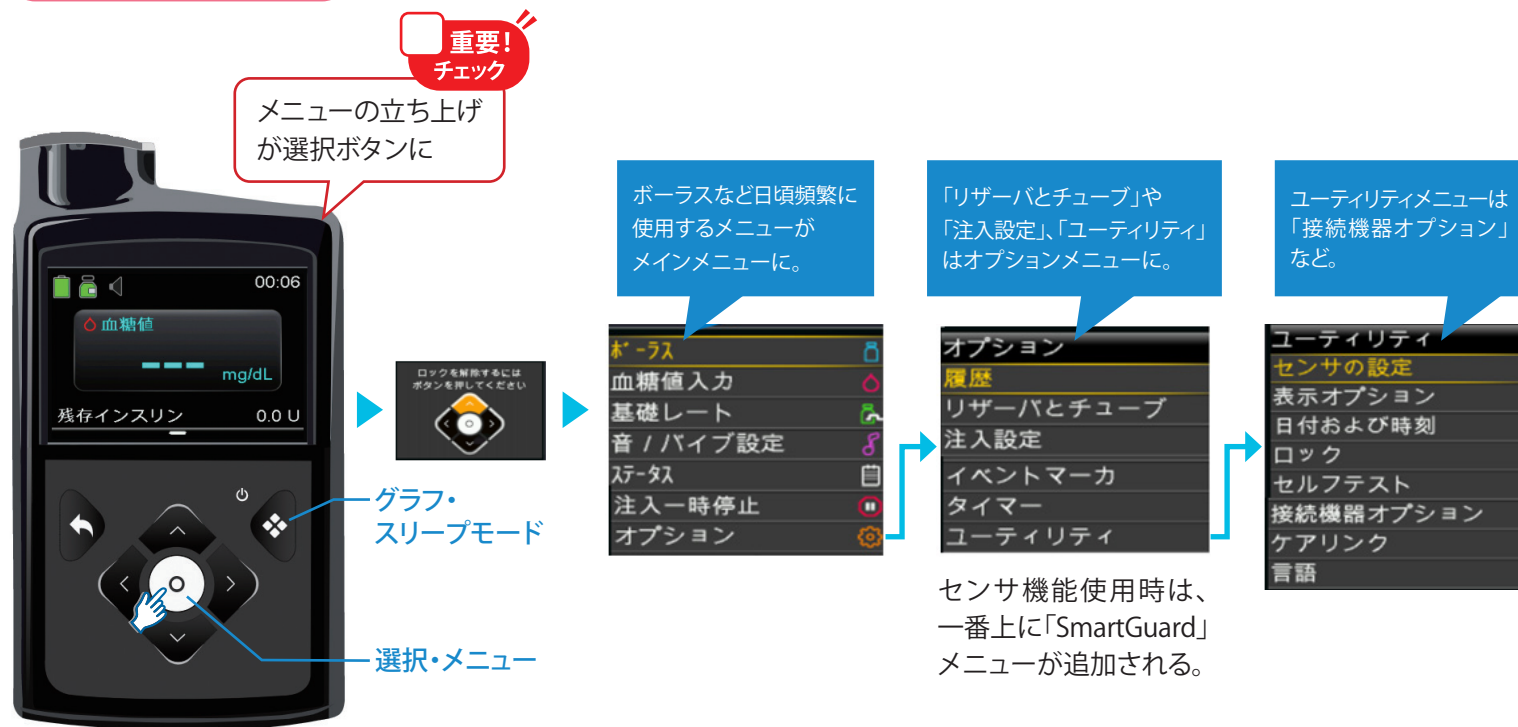 重要!
チェック
メニューの立ち上げ
が選択ボタンに
00:06
血糖値
---
mg/dL
残存インスリン 0.0 U
グラフ・
スリープモード
選択・メニュー
ロックを解除するには
ボタンを押してください
ボーラスなど日頃頻繁に
使用するメニューが
メインメニューに。
ボーラス
血糖値入力
基礎レート
音 / バイブ設定
ステータス
注入一時停止
オプション
「リザーバとチューブ」や
「注入設定」、「ユーティリティ」
はオプションメニューに。
オプション
履歴
リザーバとチューブ
注入設定
イベントマーカ
タイマー
ユーティリティ
センサ機能使用時は、
一番上に「SmartGuard」
メニューが追加される。
ユーティリティメニューは
「接続機器オプション」
など。
ユーティリティ
センサの設定
表示オプション
日付および時刻
ロック
セルフテスト
接続機器オプション
ケアリンク
言語